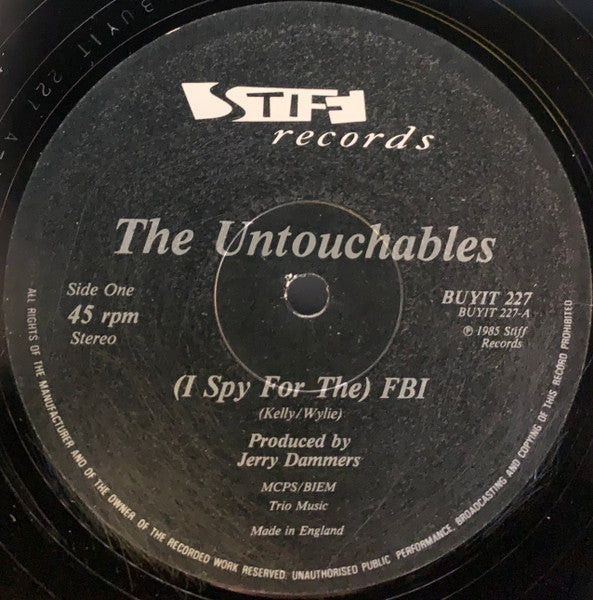 STIFF
records
The Untouchables
Side One
45 rpm
Stereo
BUYIT 227
BUYIT 227-A
℗ 1985 Stiff
Records
(I Spy For The) FBI
(Kelly/Wylie)
Produced by
Jerry Dammers
MCPS/BIEM
Trio Music
Made in England
ALL RIGHTS OF THE MANUFACTURER AND OF THE OWNER OF THE RECORDED WORK RESERVED. UNAUTHORISED PUBLIC PERFORMANCE, BROADCASTING AND COPYING OF THIS RECORD PROHIBITED
BUYIT 227 A